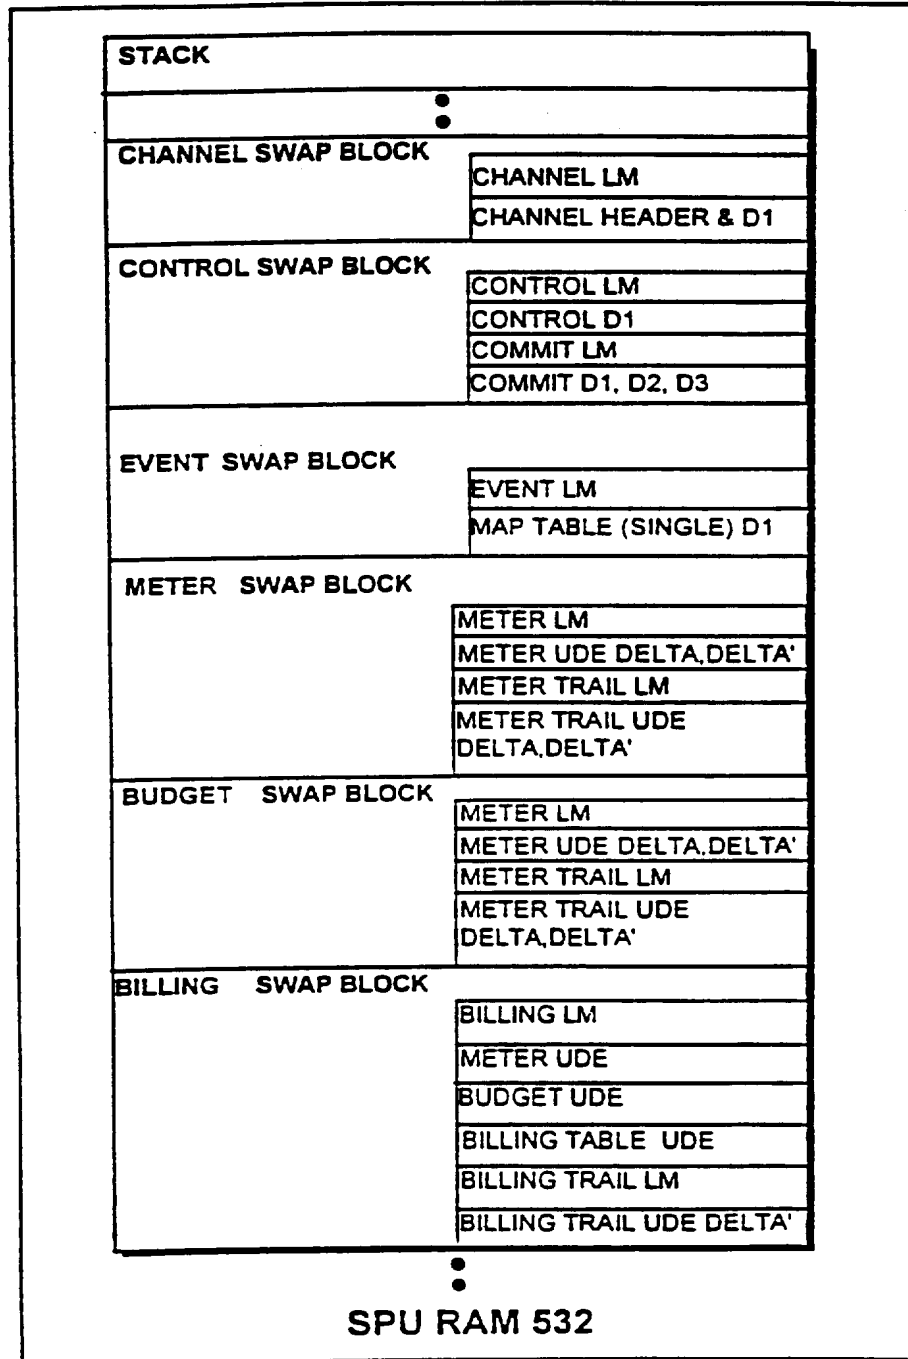 STACK
CHANNEL SWAP BLOCK
CHANNEL LM
CHANNEL HEADER & D1
CONTROL SWAP BLOCK
CONTROL LM
CONTROL D1
COMMIT LM
COMMIT D1, D2, D3
EVENT SWAP BLOCK
EVENT LM
MAP TABLE (SINGLE) D1
METER SWAP BLOCK
METER LM
METER UDE DELTA,DELTA'
METER TRAIL LM
METER TRAIL UDE
DELTA,DELTA'
BUDGET SWAP BLOCK
METER LM
METER UDE DELTA,DELTA'
METER TRAIL LM
METER TRAIL UDE
DELTA,DELTA'
BILLING SWAP BLOCK
BILLING LM
METER UDE
BUDGET UDE
BILLING TABLE UDE
BILLING TRAIL LM
BILLING TRAIL UDE DELTA'
SPU RAM 532